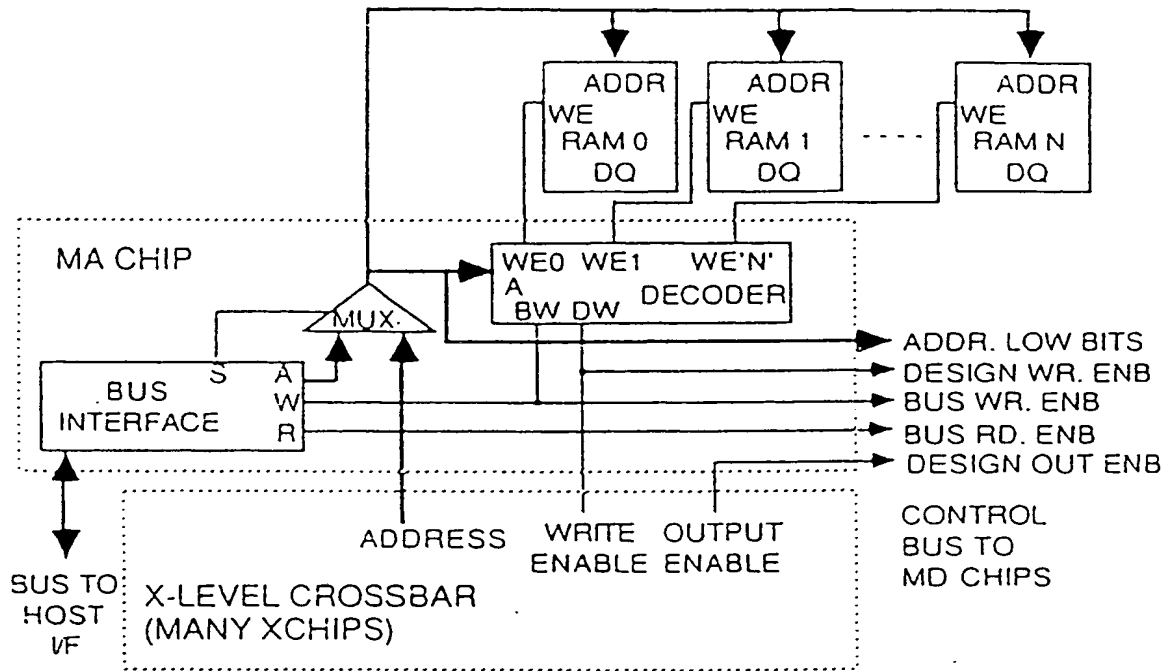 ADDR
WE
RAM 0
DQ
ADDR
WE
RAM 1
DQ
ADDR
WE
RAM N
DQ
MA CHIP
WE0 WE1 WE'N'
A DECODER
BW DW
MUX
S A
BUS W
INTERFACE
R
ADDR. LOW BITS
DESIGN WR. ENB
BUS WR. ENB
BUS RD. ENB
DESIGN OUT ENB
ADDRESS
WRITE ENABLE
OUTPUT ENABLE
CONTROL
BUS TO
MD CHIPS
BUS TO
HOST
I/F
X-LEVEL CROSSBAR
(MANY XCHIPS)